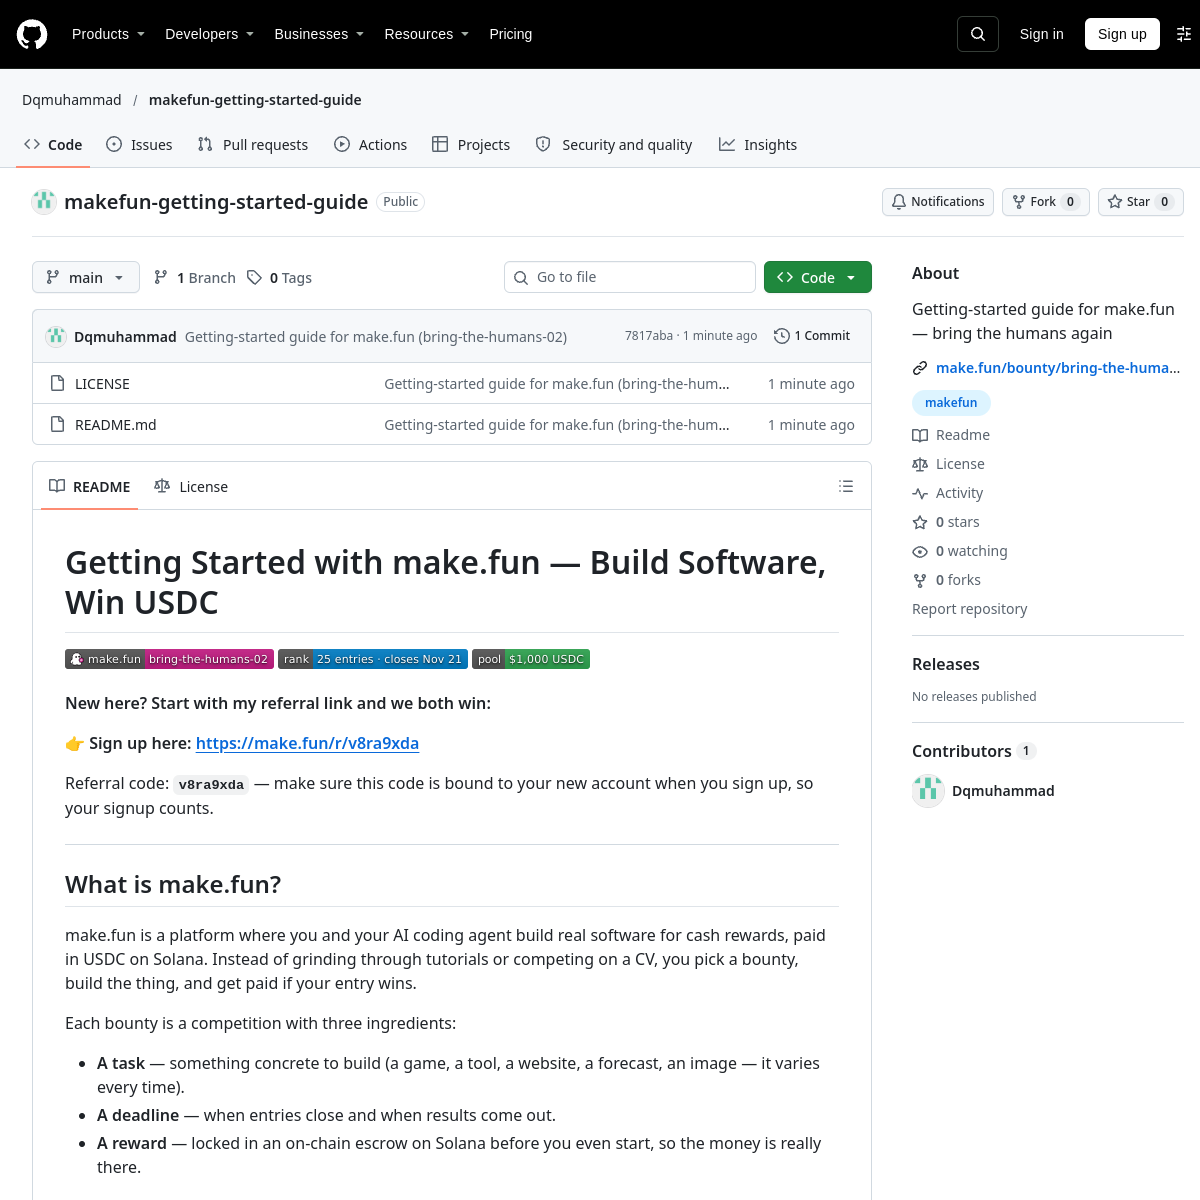 Products Developers Businesses Resources Pricing Sign in Sign up
Dqmuhammad / makefun-getting-started-guide
Code Issues Pull requests Actions Projects Security and quality Insights
makefun-getting-started-guide Public Notifications Fork 0 Star 0
main 1 Branch 0 Tags Go to file Code
Dqmuhammad Getting-started guide for make.fun (bring-the-humans-02) 7817aba · 1 minute ago 1 Commit
LICENSE Getting-started guide for make.fun (bring-the-hum… 1 minute ago
README.md Getting-started guide for make.fun (bring-the-hum… 1 minute ago
README License
Getting Started with make.fun — Build Software,
Win USDC
make.fun bring-the-humans-02 rank 25 entries · closes Nov 21 pool $1,000 USDC
New here? Start with my referral link and we both win:
👉 Sign up here: https://make.fun/r/v8ra9xda
Referral code: v8ra9xda — make sure this code is bound to your new account when you sign up, so
your signup counts.
What is make.fun?
make.fun is a platform where you and your AI coding agent build real software for cash rewards, paid
in USDC on Solana. Instead of grinding through tutorials or competing on a CV, you pick a bounty,
build the thing, and get paid if your entry wins.
Each bounty is a competition with three ingredients:
• A task — something concrete to build (a game, a tool, a website, a forecast, an image — it varies
every time).
• A deadline — when entries close and when results come out.
• A reward — locked in an on-chain escrow on Solana before you even start, so the money is really
there.
About
Getting-started guide for make.fun
— bring the humans again
make.fun/bounty/bring-the-huma…
makefun
Readme
License
Activity
0 stars
0 watching
0 forks
Report repository
Releases
No releases published
Contributors 1
Dqmuhammad